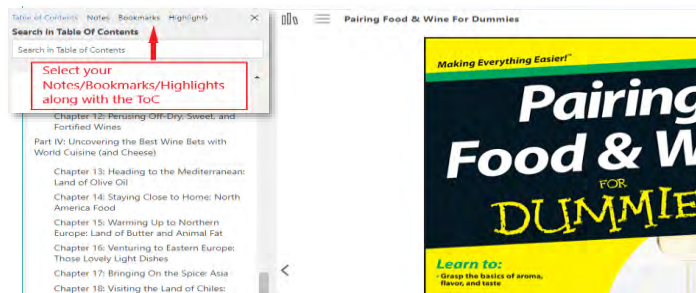 Table of Contents Notes Bookmarks Highlights
Search in Table Of Contents
Search in Table of Contents
Select your
Notes/Bookmarks/Highlights
along with the ToC
Chapter 12: Perusing Off-Dry, Sweet, and
Fortified Wines
Part IV: Uncovering the Best Wine Bets with
World Cuisine (and Cheese)
Chapter 13: Heading to the Mediterranean:
Land of Olive Oil
Chapter 14: Staying Close to Home: North
America Food
Chapter 15: Warming Up to Northern
Europe: Land of Butter and Animal Fat
Chapter 16: Venturing to Eastern Europe:
Those Lovely Light Dishes
Chapter 17: Bringing On the Spice: Asia
Chapter 18: Visiting the Land of Chiles:
Pairing Food & Wine For Dummies
Making Everything Easier!™
Pairing
Food & W
FOR
DUMMIE
Learn to:
• Grasp the basics of aroma,
flavor, and taste